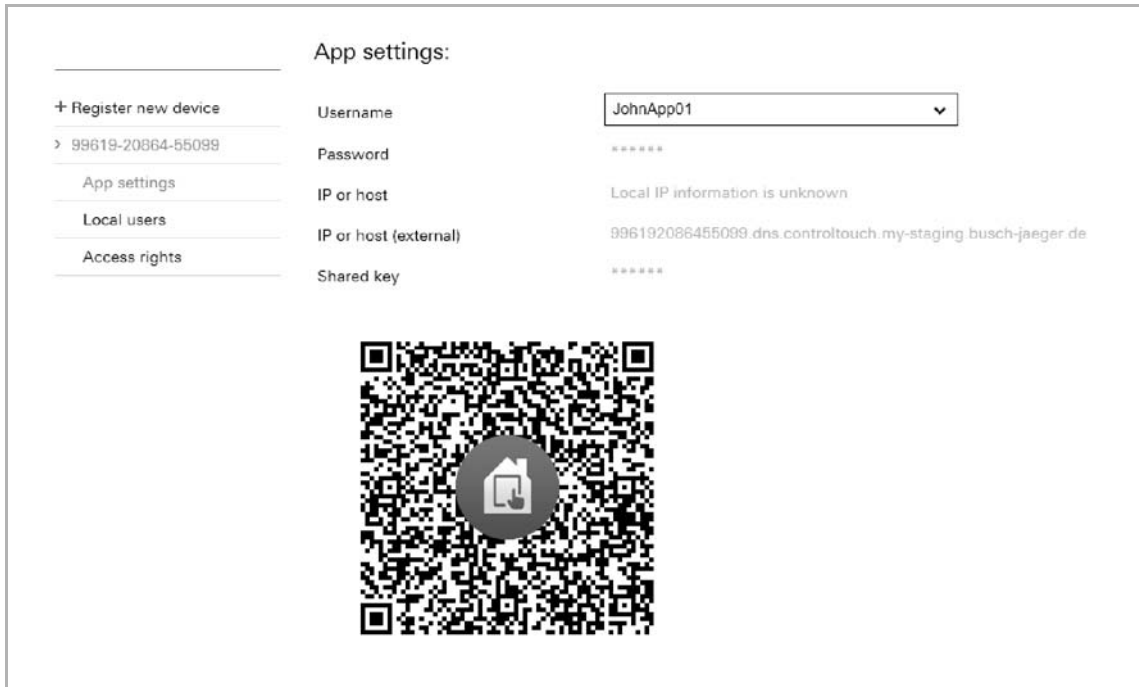 App settings:
+ Register new device
> 99619-20864-55099
App settings
Local users
Access rights
Username
JohnApp01
Password
******
IP or host
Local IP information is unknown
IP or host (external)
996192086455099.dns.controltouch.my-staging.busch-jaeger.de
Shared key
******